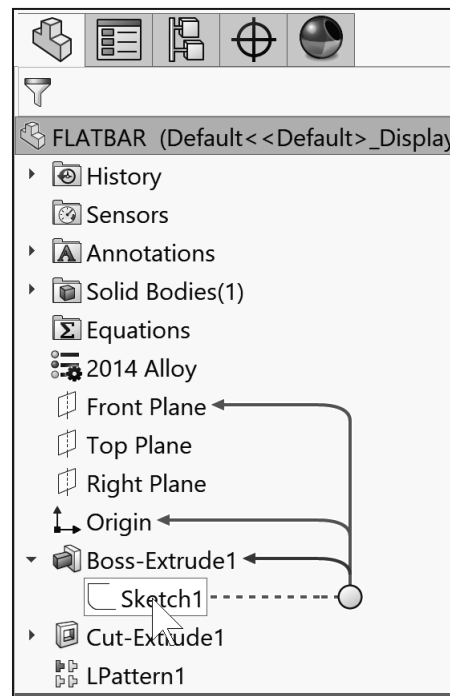 FLATBAR (Default<<Default>_Display
History
Sensors
Annotations
Solid Bodies(1)
Equations
2014 Alloy
Front Plane
Top Plane
Right Plane
Origin
Boss-Extrude1
Sketch1
Cut-Extrude1
LPattern1